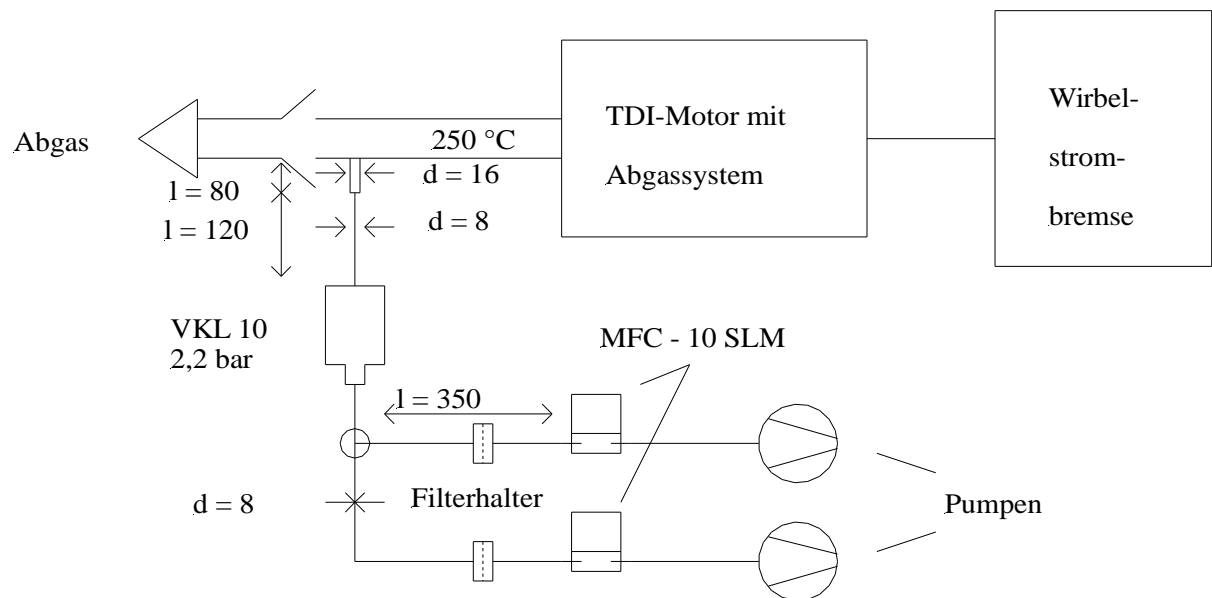 Abgas
250 °C
TDI-Motor mit
Abgassystem
Wirbel-
strom-
bremse
l = 80
d = 16
l = 120
d = 8
VKL 10
2,2 bar
MFC - 10 SLM
l = 350
d = 8
Filterhalter
Pumpen